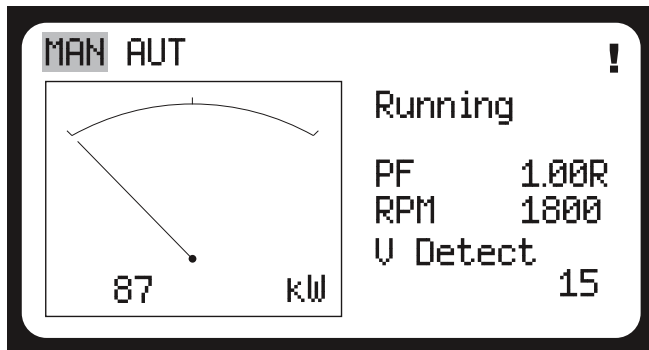 MAN AUT
!
Running
PF 1.00R
RPM 1800
V Detect
15
87 kW